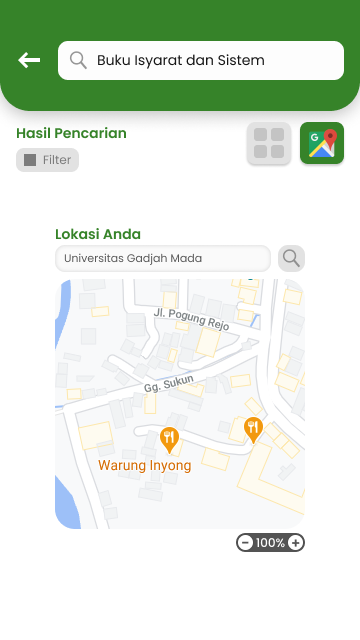 Buku Isyarat dan Sistem
Hasil Pencarian
Filter
G
Lokasi Anda
Universitas Gadjah Mada
Jl. Pogung Rejo
Gg. Sukun
Warung Inyong
100%